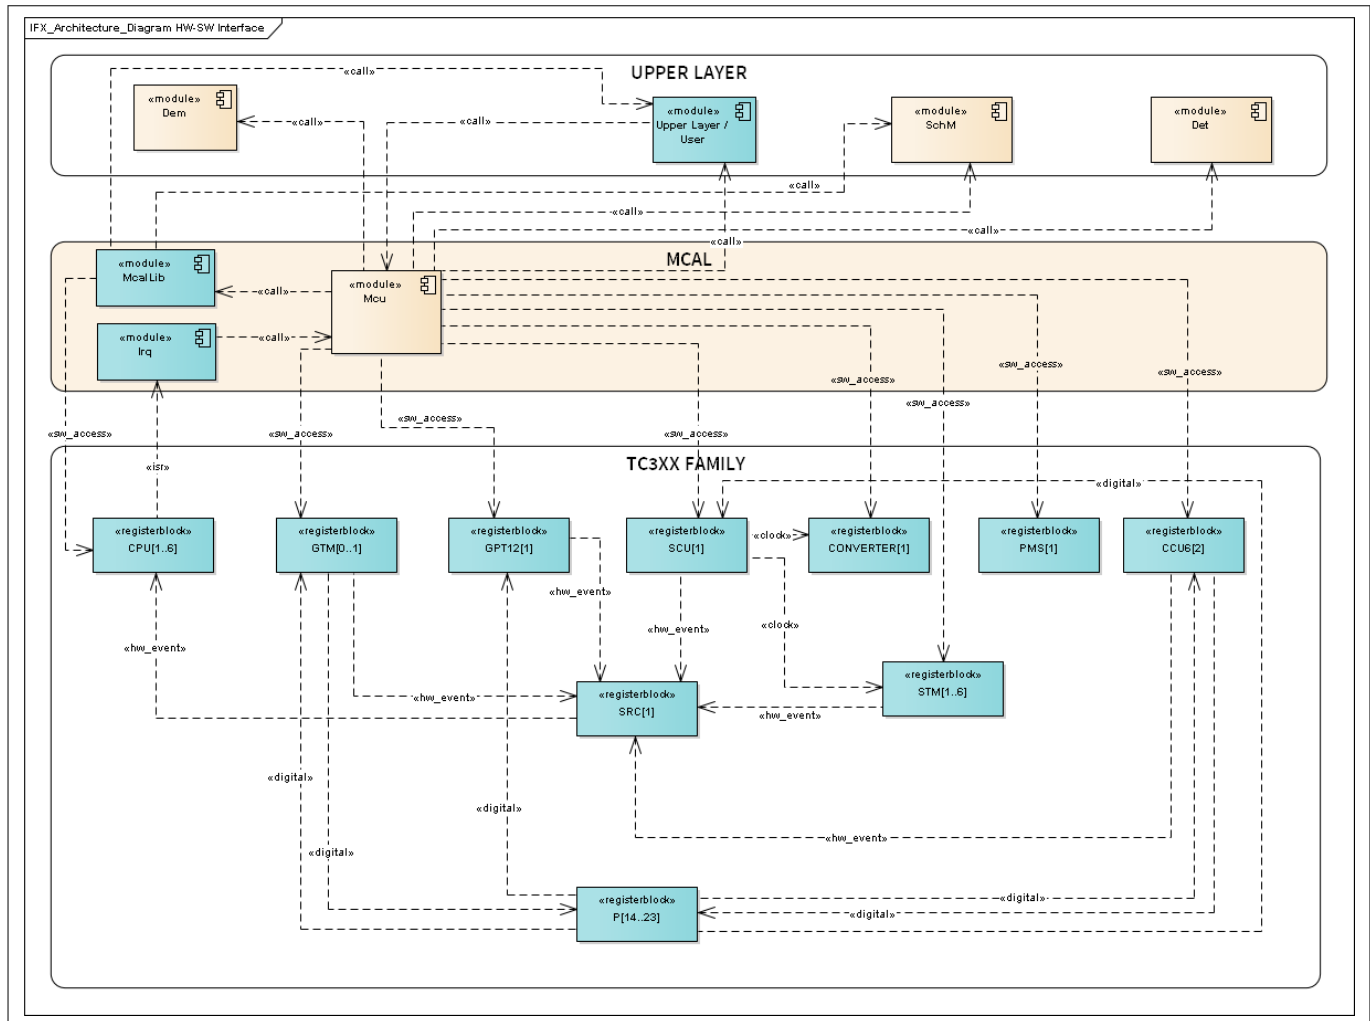 IFX_Architecture_Diagram HW-SW Interface
UPPER LAYER
«call»
«module»
Dem
«call»
«call»
«module»
Upper Layer /
User
«module»
SchM
«module»
Det
«call»
«call»
«call»
«call»
MCAL
«module»
McalLib
«call»
«module»
Mcu
«module»
Irq
«call»
«sw_access»
«sw_access»
«sw_access»
«sw_access»
«sw_access»
«sw_access»
«sw_access»
«sw_access»
TC3XX FAMILY
«isr»
«digital»
«registerblock»
CPU[1..6]
«registerblock»
GTM[0..1]
«registerblock»
GPT12[1]
«registerblock»
SCU[1]
«clock»
«registerblock»
CONVERTER[1]
«registerblock»
PMS[1]
«registerblock»
CCU6[2]
«hw_event»
«hw_event»
«clock»
«hw_event»
«registerblock»
STM[1..6]
«hw_event»
«registerblock»
SRC[1]
«hw_event»
«digital»
«digital»
«hw_event»
«digital»
«registerblock»
P[14..23]
«digital»
«digital»